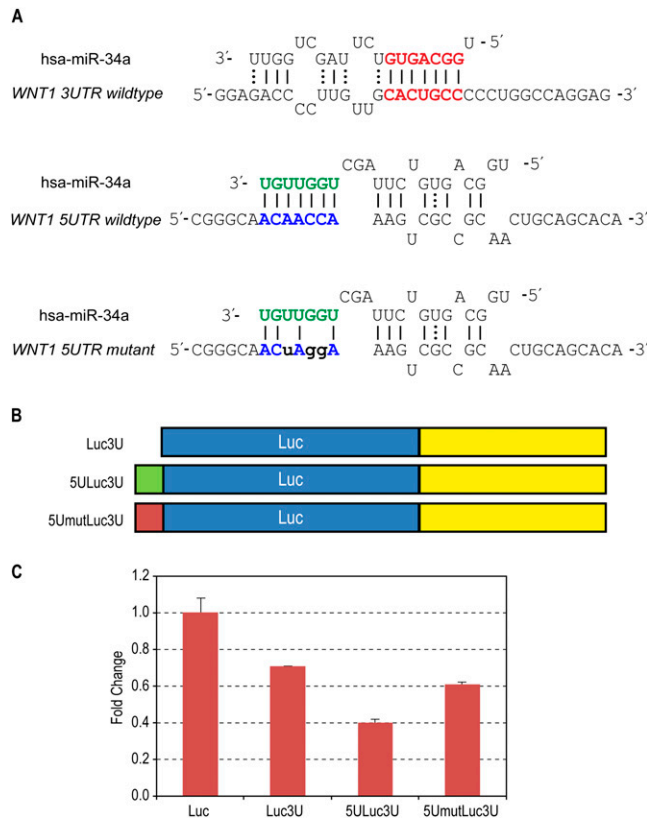 A
UC UC U -5′
hsa-miR-34a 3′- UUGG GAU UGUGACGG
WNT1 3UTR wildtype 5′-GGAGACC UUG GCACUGCCCCCUGGCCAGGAG -3′
CC UU
CGA U A GU -5′
hsa-miR-34a 3′- UGUUGGU UUC GUG CG
WNT1 5UTR wildtype 5′-CGGGCAACAACCA AAG CGC GC CUGCAGCACA -3′
U C AA
CGA U A GU -5′
hsa-miR-34a 3′- UGUUGGU UUC GUG CG
WNT1 5UTR mutant 5′-CGGGCAACuAggA AAG CGC GC CUGCAGCACA -3′
U C AA
B
Luc3U Luc
5ULuc3U Luc
5UmutLuc3U Luc
C
Fold Change
1.2
1.0
0.8
0.6
0.4
0.2
0.0
Luc Luc3U 5ULuc3U 5UmutLuc3U